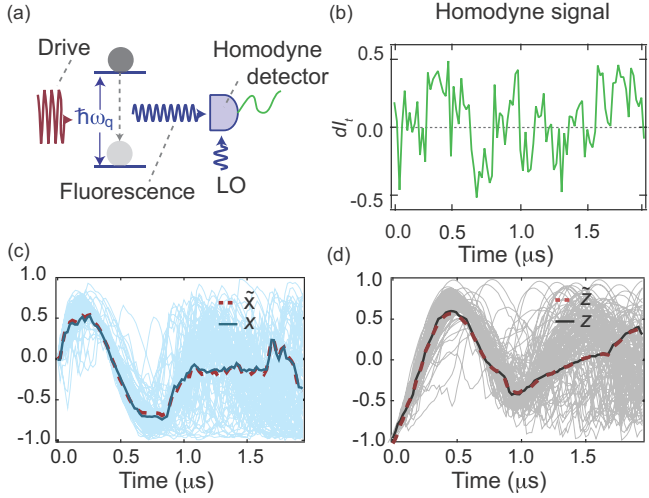 (a)
Drive
ħω_q
Fluorescence
Homodyne
detector
LO
(b)
Homodyne signal
0.5
0.0
-0.5
dI_t
0.0
0.5
1.0
1.5
Time (μs)
(c)
1.0
0.5
0.0
-0.5
-1.0
x̃
x
0.0
0.5
1.0
1.5
Time (μs)
(d)
1.0
0.5
0.0
-0.5
-1.0
z̃
z
0.0
0.5
1.0
1.5
Time (μs)